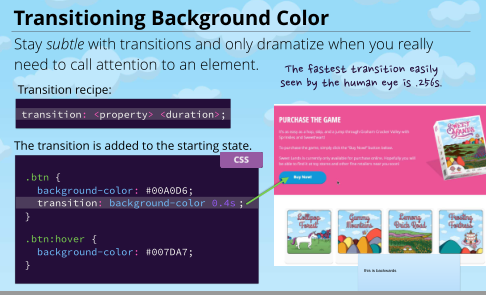 Transitioning Background Color
Stay subtle with transitions and only dramatize when you really
need to call attention to an element.
The fastest transition easily
seen by the human eye is .25s.
Transition recipe:
transition: <property> <duration>;
The transition is added to the starting state.
CSS
.btn {
background-color: #00A0D6;
transition: background-color 0.4s;
}
.btn:hover {
background-color: #007DA7;
}
PURCHASE THE GAME
Buy Now!
SWEET LANDS
Lollipop
Forest
Gummy
Mountains
Lemony
Brick Road
Frosting
Fortress
this is backwards